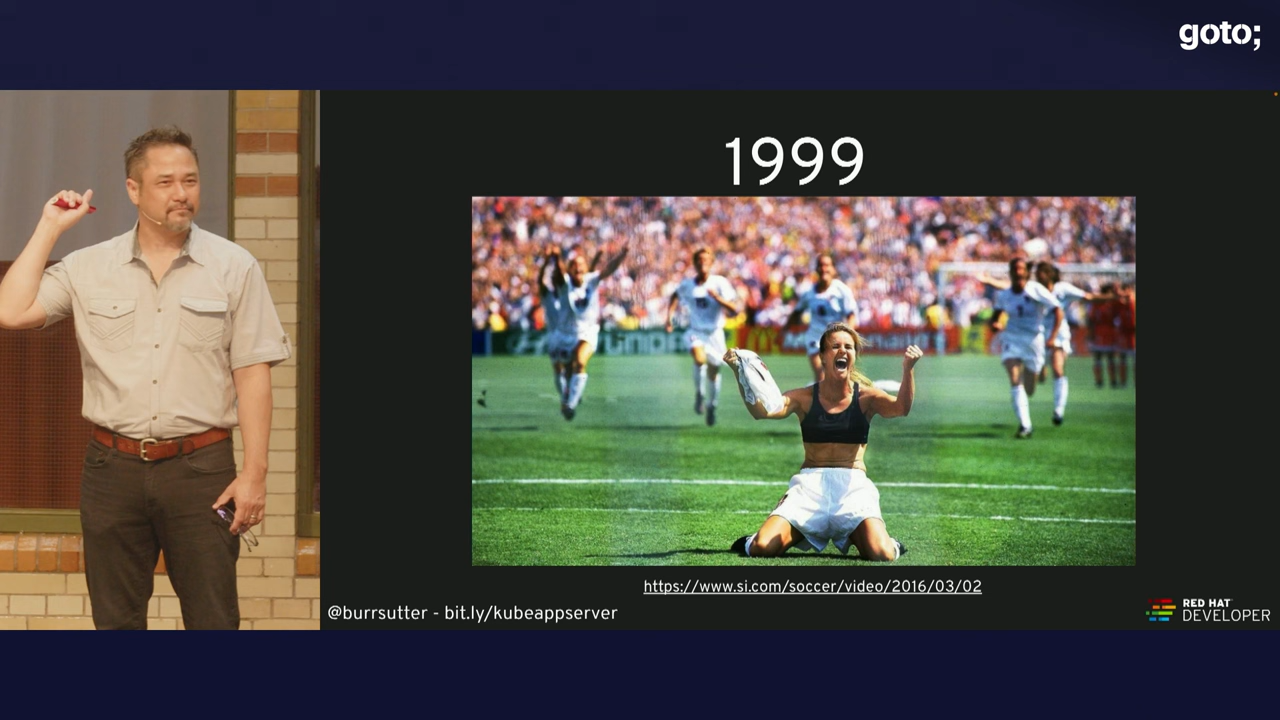 goto;
1999
https://www.si.com/soccer/video/2016/03/02
@burrsutter - bit.ly/kubeappserver
RED HAT
DEVELOPER